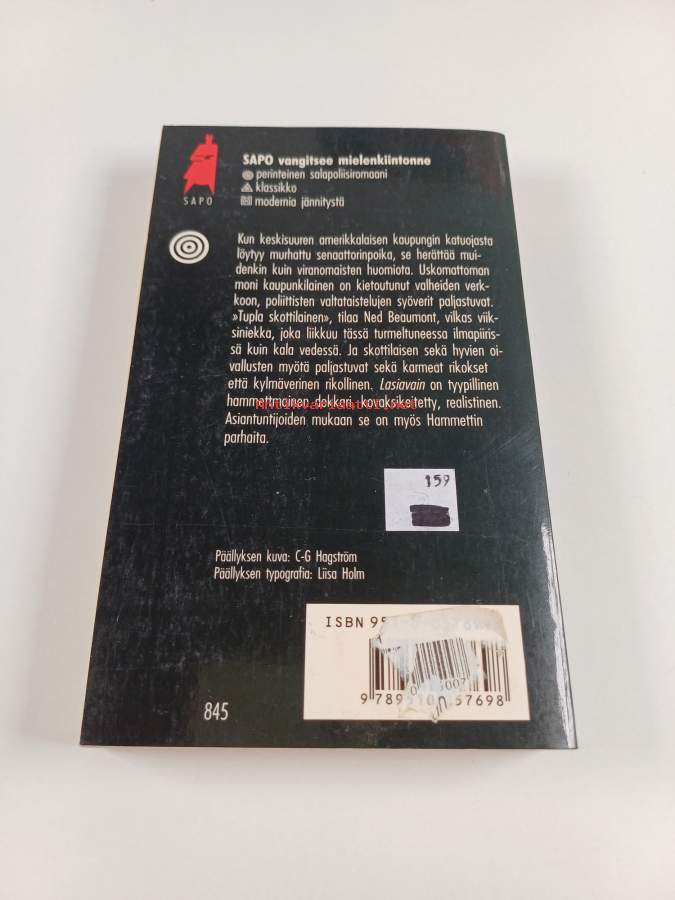 SAPO vangitsee mielenkiintonne
perinteinen salapoliisiromaani
klassikko
modernia jännitystä
SAPO
Kun keskisuuren amerikkalaisen kaupungin katuojasta
löytyy murhattu senaattorinpoika, se herättää mui-
denkin kuin viranomaisten huomiota. Uskomattoman
moni kaupunkilainen on kietoutunut valheiden verk-
koon, poliittisten valtataistelujen syöverit paljastuvat.
»Tupla skottilainen», tilaa Ned Beaumont, vilkas viik-
siniekka, joka liikkuu tässä turmeltuneessa ilmapiiris-
sä kuin kala vedessä. Ja skottilaisen sekä hyvien oi-
vallusten myötä paljastuvat sekä karmeat rikokset
että kylmäverinen rikollinen. Lasiavain on tyypillinen
hammettmainen dekkari, kovaksikeitetty, realistinen.
Antikvariaatti.net
Asiantuntijoiden mukaan se on myös Hammettin
parhaita.
159
Päällyksen kuva: C-G Hagström
Päällyksen typografia: Liisa Holm
ISBN
845